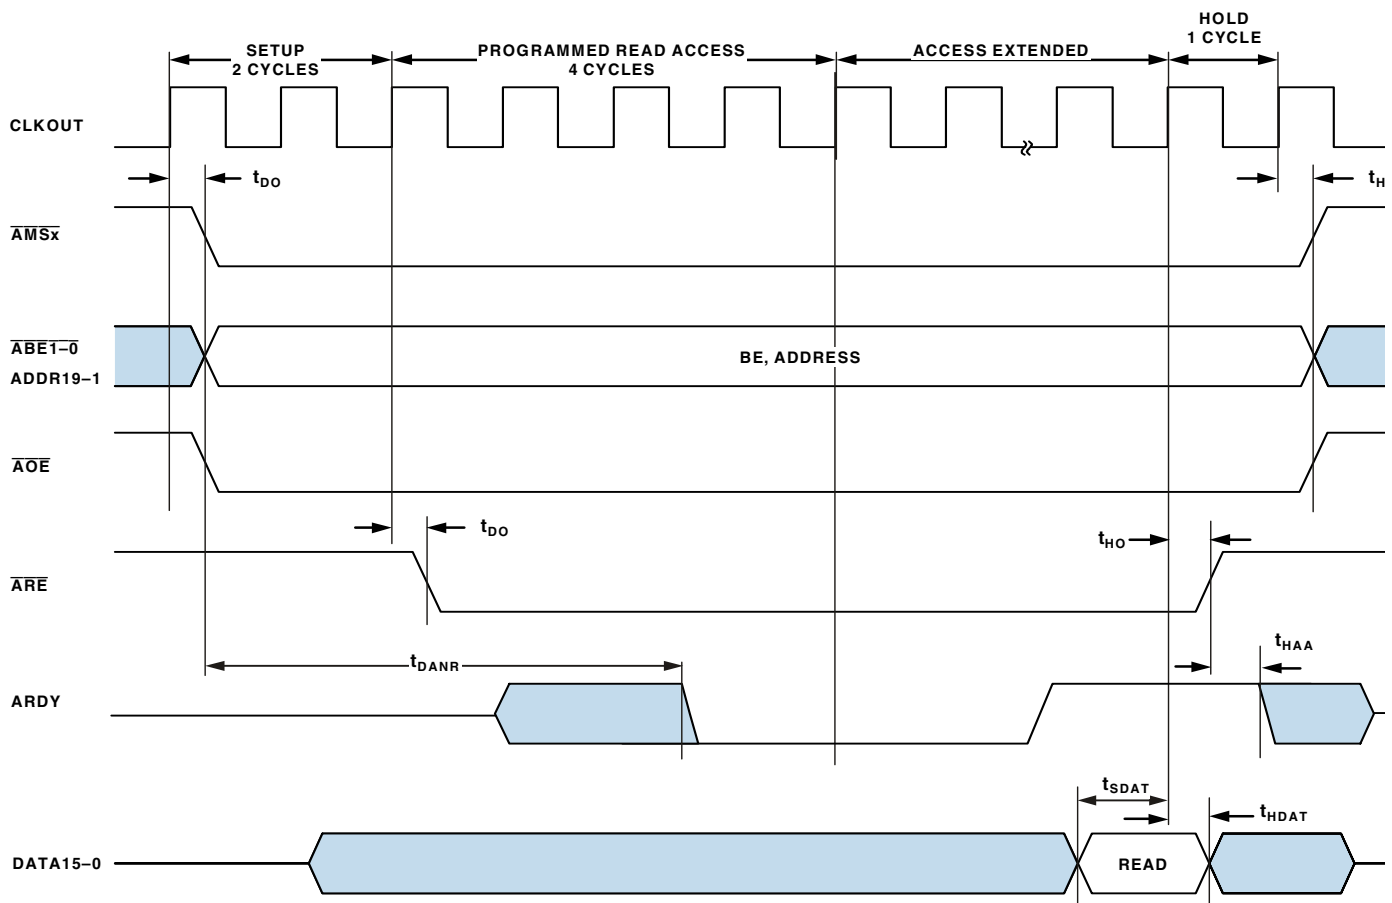 HOLD
1 CYCLE
SETUP
2 CYCLES
PROGRAMMED READ ACCESS
4 CYCLES
ACCESS EXTENDED
CLKOUT
tDO
tH
AMSx
ABE1–0
ADDR19–1
BE, ADDRESS
AOE
tDO
tHO
ARE
tDANR
tHAA
ARDY
tSDAT
tHDAT
DATA15–0
READ